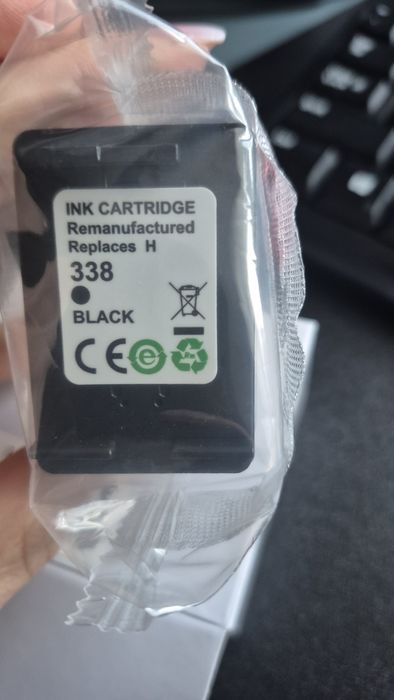 INK CARTRIDGE
Remanufactured
Replaces H
338
BLACK
CE e